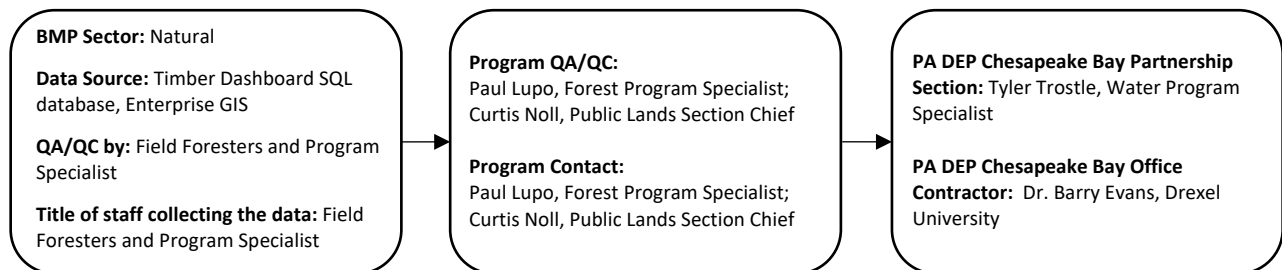 BMP Sector: Natural
Data Source: Timber Dashboard SQL
database, Enterprise GIS
QA/QC by: Field Foresters and Program
Specialist
Title of staff collecting the data: Field
Foresters and Program Specialist
Program QA/QC:
Paul Lupo, Forest Program Specialist;
Curtis Noll, Public Lands Section Chief
Program Contact:
Paul Lupo, Forest Program Specialist;
Curtis Noll, Public Lands Section Chief
PA DEP Chesapeake Bay Partnership
Section: Tyler Trostle, Water Program
Specialist
PA DEP Chesapeake Bay Office
Contractor: Dr. Barry Evans, Drexel
University